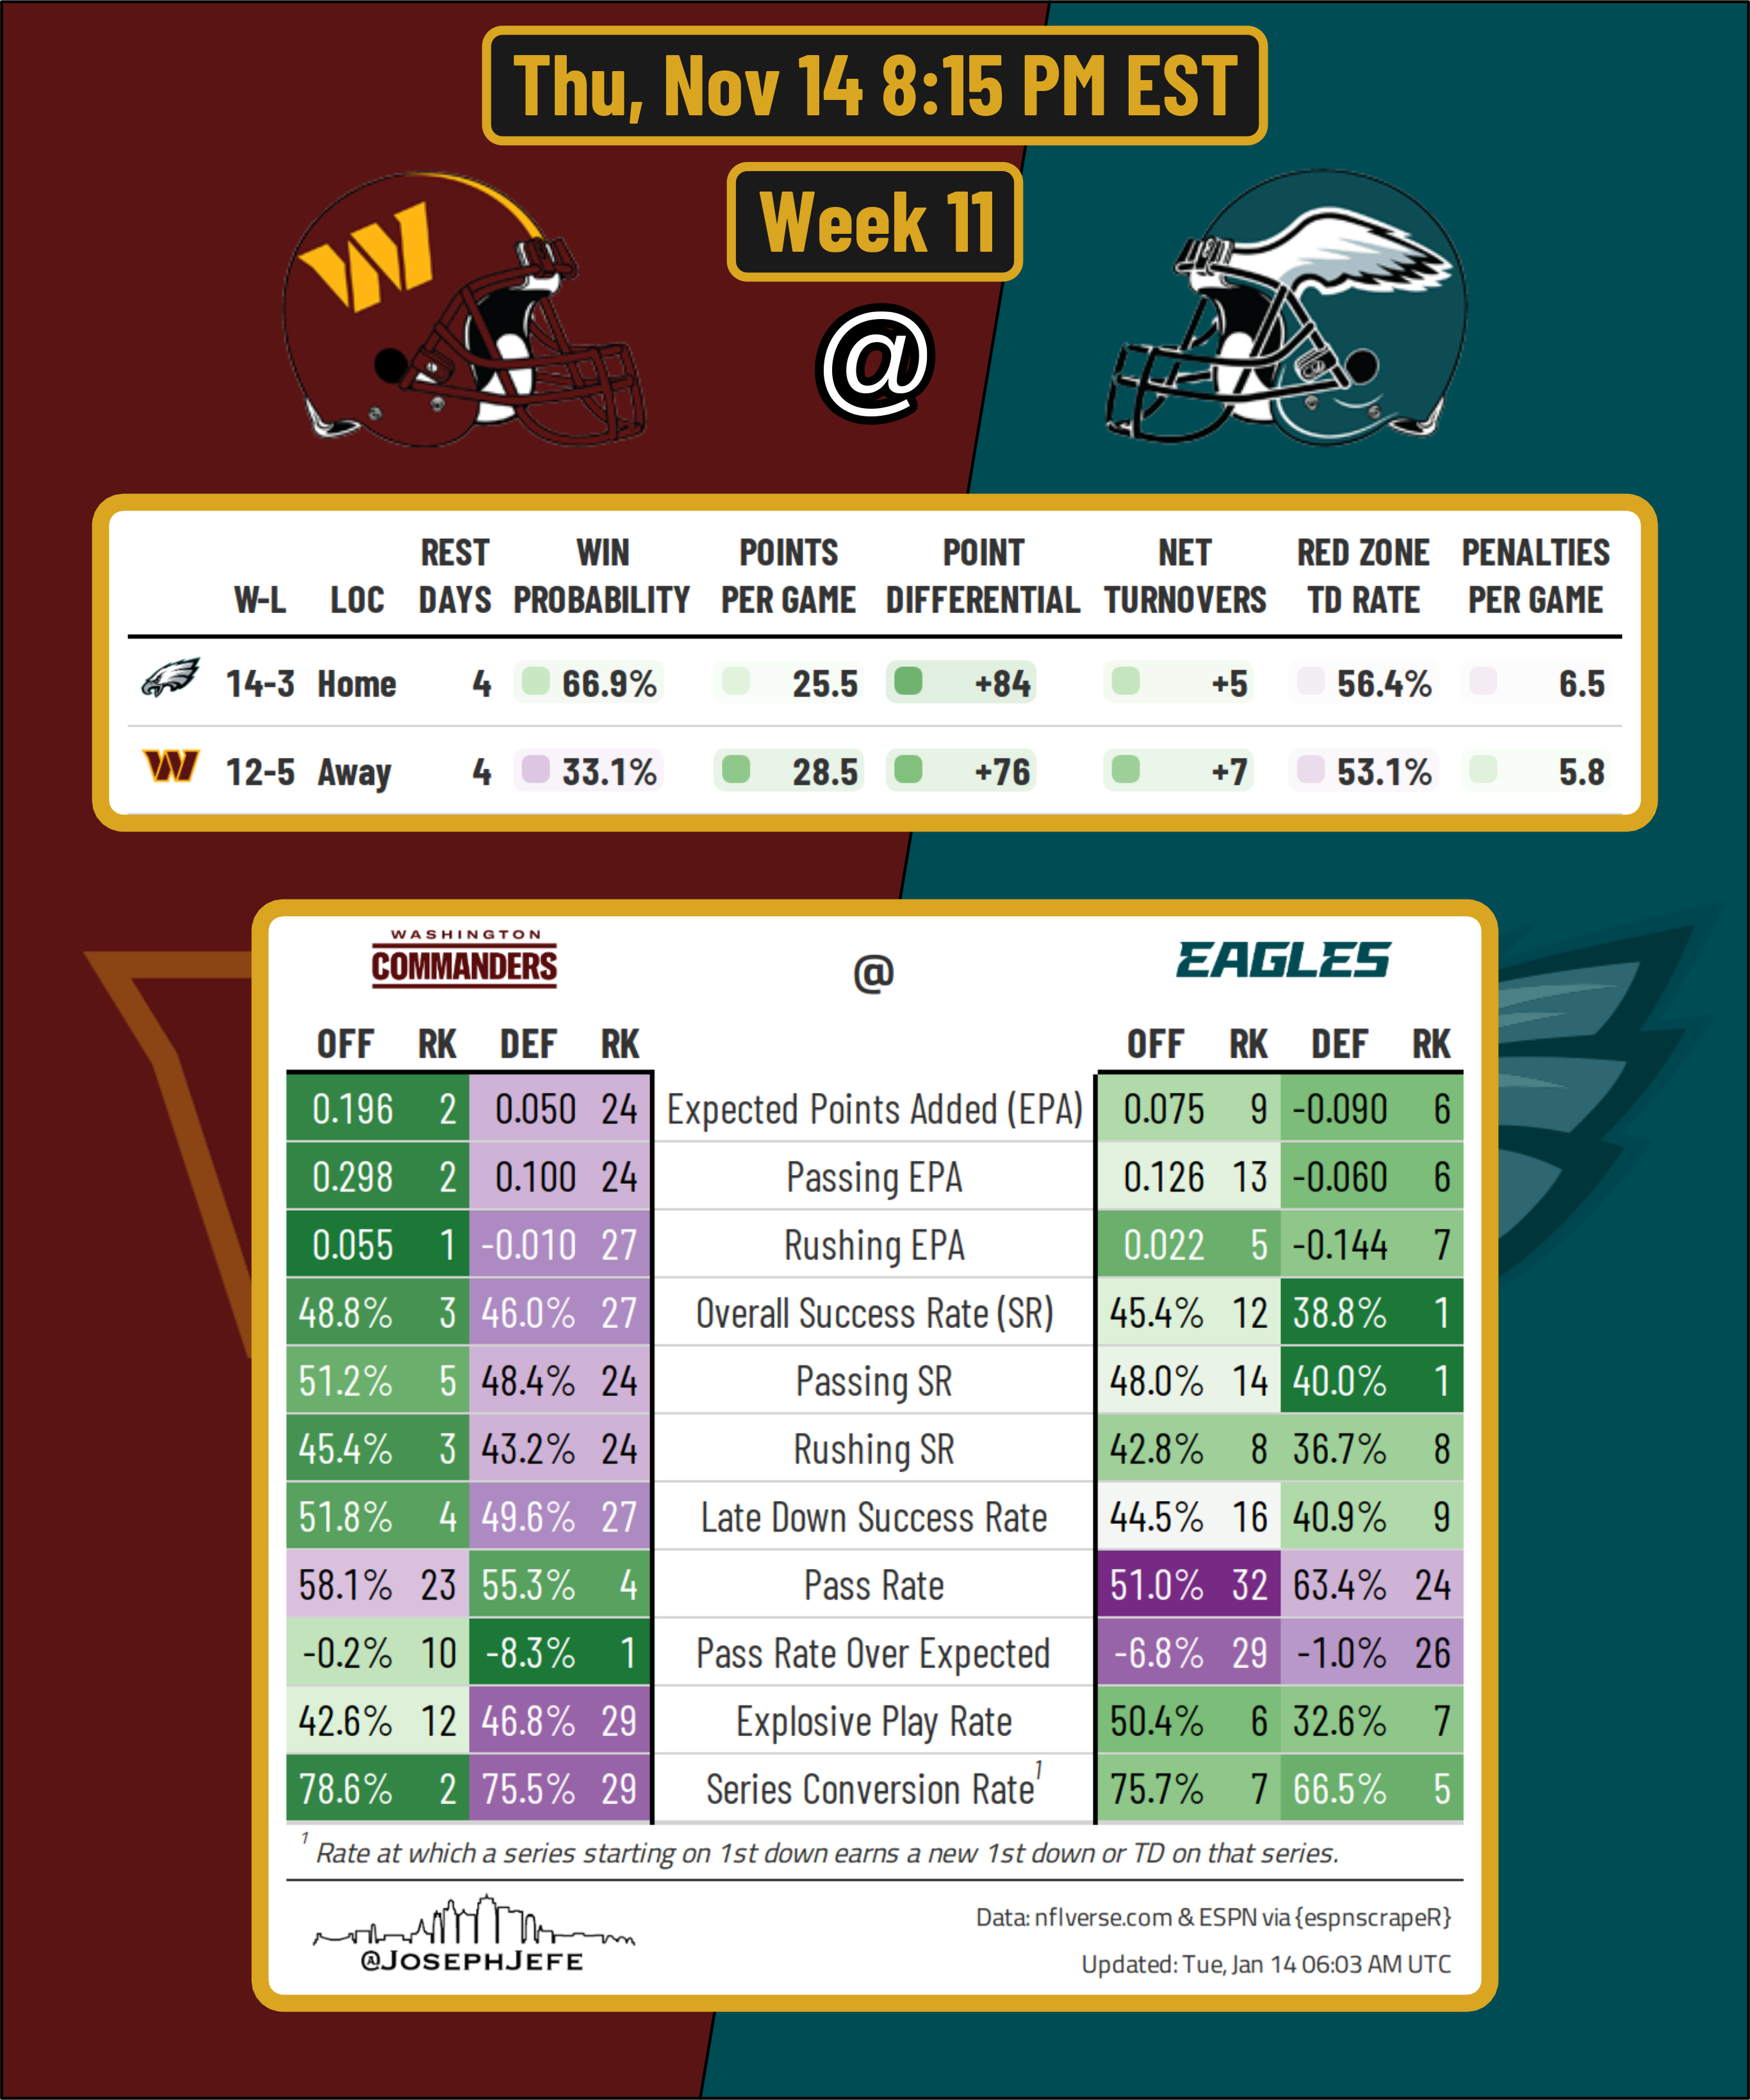 Thu, Nov 14 8:15 PM EST
Week 11
W
@
W-L LOC REST DAYS WIN PROBABILITY POINTS PER GAME POINT DIFFERENTIAL NET TURNOVERS RED ZONE TD RATE PENALTIES PER GAME
14-3 Home 4 66.9% 25.5 +84 +5 56.4% 6.5
W 12-5 Away 4 33.1% 28.5 +76 +7 53.1% 5.8
WASHINGTON
COMMANDERS @ EAGLES
OFF RK DEF RK OFF RK DEF RK
0.196 2 0.050 24 Expected Points Added (EPA) 0.075 9 -0.090 6
0.298 2 0.100 24 Passing EPA 0.126 13 -0.060 6
0.055 1 -0.010 27 Rushing EPA 0.022 5 -0.144 7
48.8% 3 46.0% 27 Overall Success Rate (SR) 45.4% 12 38.8% 1
51.2% 5 48.4% 24 Passing SR 48.0% 14 40.0% 1
45.4% 3 43.2% 24 Rushing SR 42.8% 8 36.7% 8
51.8% 4 49.6% 27 Late Down Success Rate 44.5% 16 40.9% 9
58.1% 23 55.3% 4 Pass Rate 51.0% 32 63.4% 24
-0.2% 10 -8.3% 1 Pass Rate Over Expected -6.8% 29 -1.0% 26
42.6% 12 46.8% 29 Explosive Play Rate 50.4% 6 32.6% 7
78.6% 2 75.5% 29 Series Conversion Rate¹ 75.7% 7 66.5% 5
¹ Rate at which a series starting on 1st down earns a new 1st down or TD on that series.
@JOSEPHJEFE
Data: nflverse.com & ESPN via {espnscrapeR}
Updated: Tue, Jan 14 06:03 AM UTC